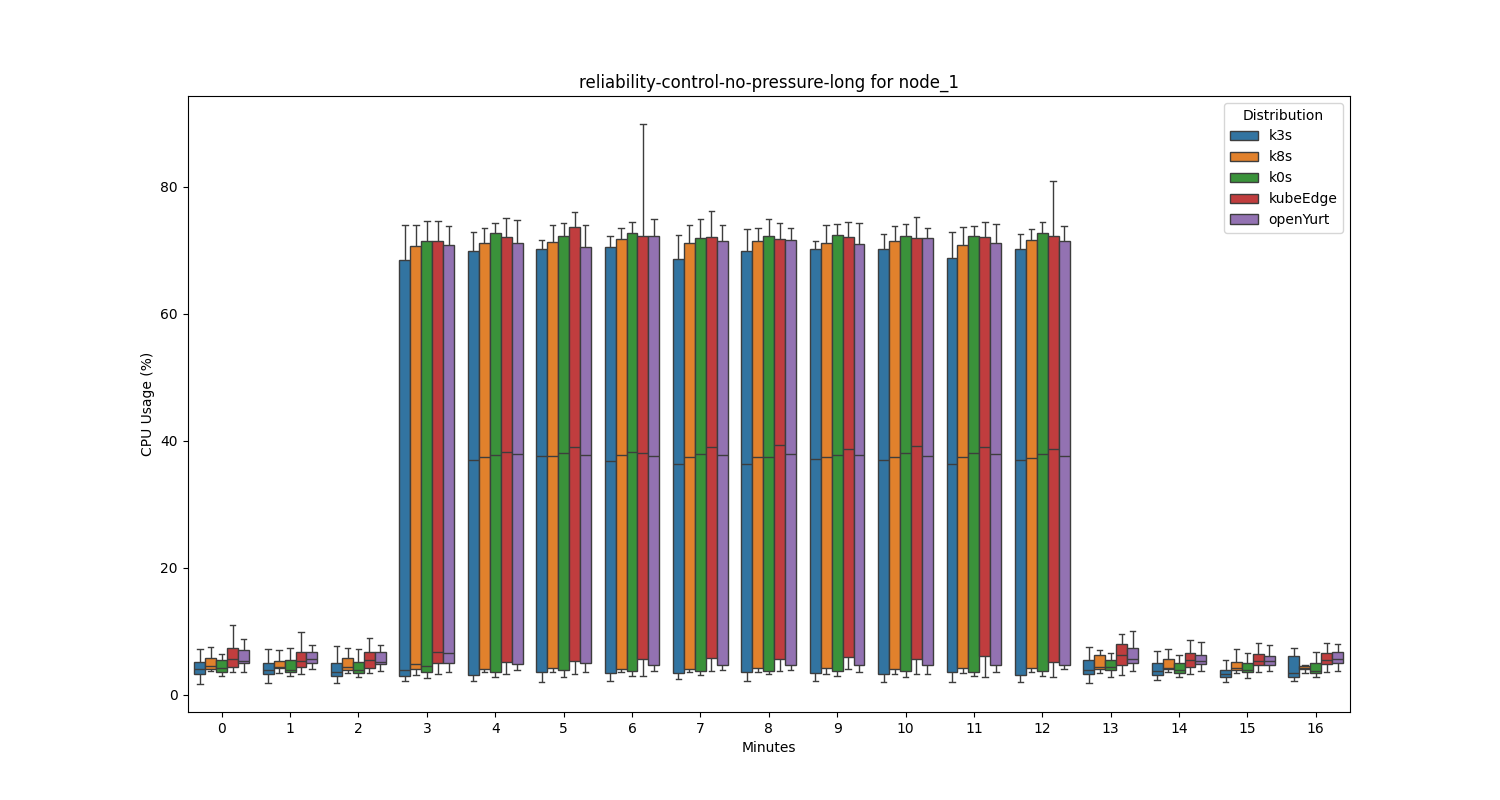 reliability-control-no-pressure-long for node_1
Distribution
k3s
k8s
k0s
kubeEdge
openYurt
CPU Usage (%)
80
60
40
20
0
0 1 2 3 4 5 6 7 8 9 10 11 12 13 14 15 16
Minutes